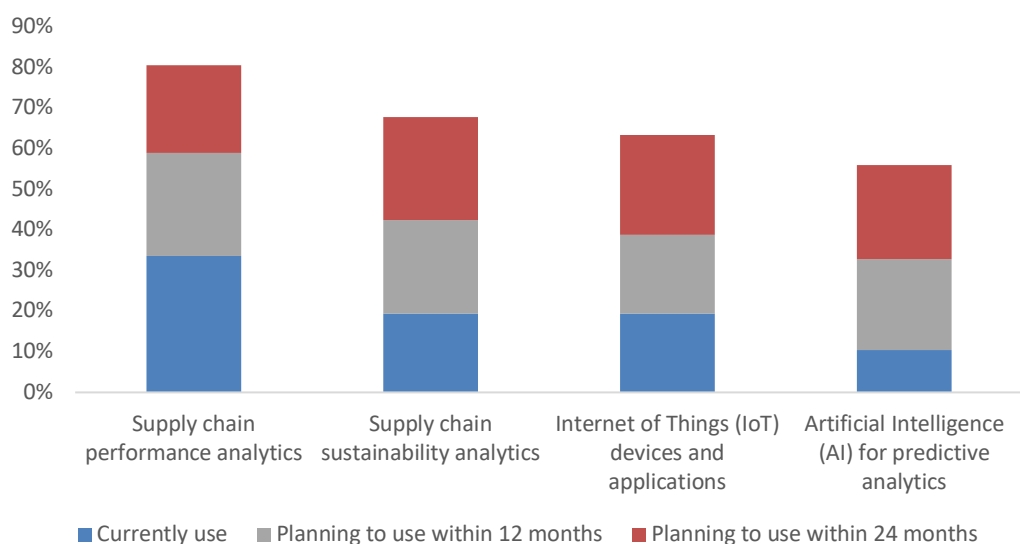 90%
80%
70%
60%
50%
40%
30%
20%
10%
0%
Supply chain
performance analytics
Supply chain
sustainability analytics
Internet of Things (IoT)
devices and
applications
Artificial Intelligence
(AI) for predictive
analytics
Currently use
Planning to use within 12 months
Planning to use within 24 months